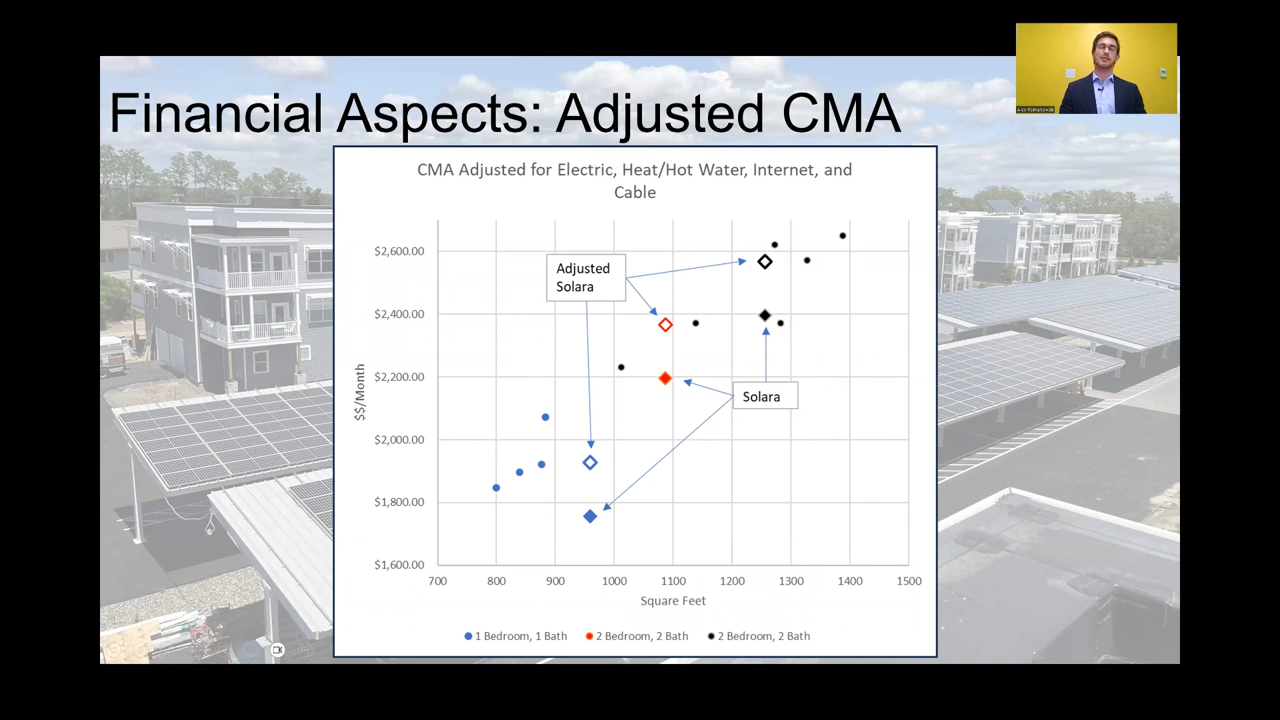 Financial Aspects: Adjusted CMA
CMA Adjusted for Electric, Heat/Hot Water, Internet, and
Cable
$2,600.00
$2,400.00
$2,200.00
$2,000.00
$1,800.00
$1,600.00
$$/Month
Adjusted
Solara
Solara
700 800 900 1000 1100 1200 1300 1400 1500
Square Feet
1 Bedroom, 1 Bath 2 Bedroom, 2 Bath 2 Bedroom, 2 Bath